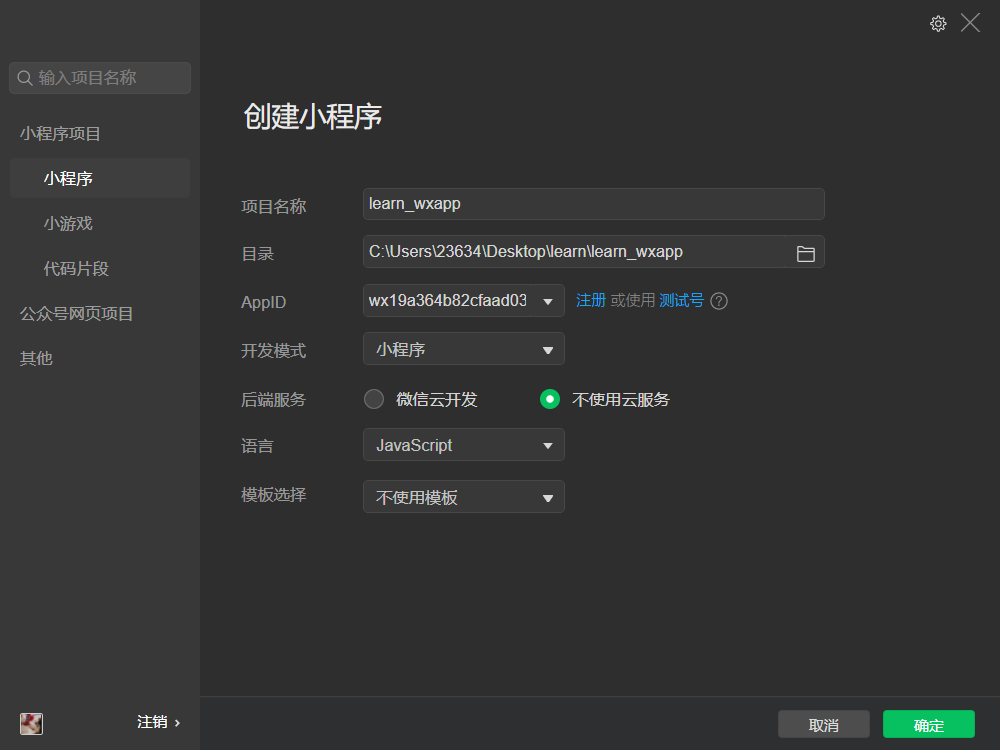 输入项目名称
小程序项目
小程序
小游戏
代码片段
公众号网页项目
其他
注销 ›
创建小程序
项目名称 learn_wxapp
目录 C:\Users\23634\Desktop\learn\learn_wxapp
AppID wx19a364b82cfaad03 注册 或使用 测试号 ?
开发模式 小程序
后端服务 微信云开发 不使用云服务
语言 JavaScript
模板选择 不使用模板
取消 确定